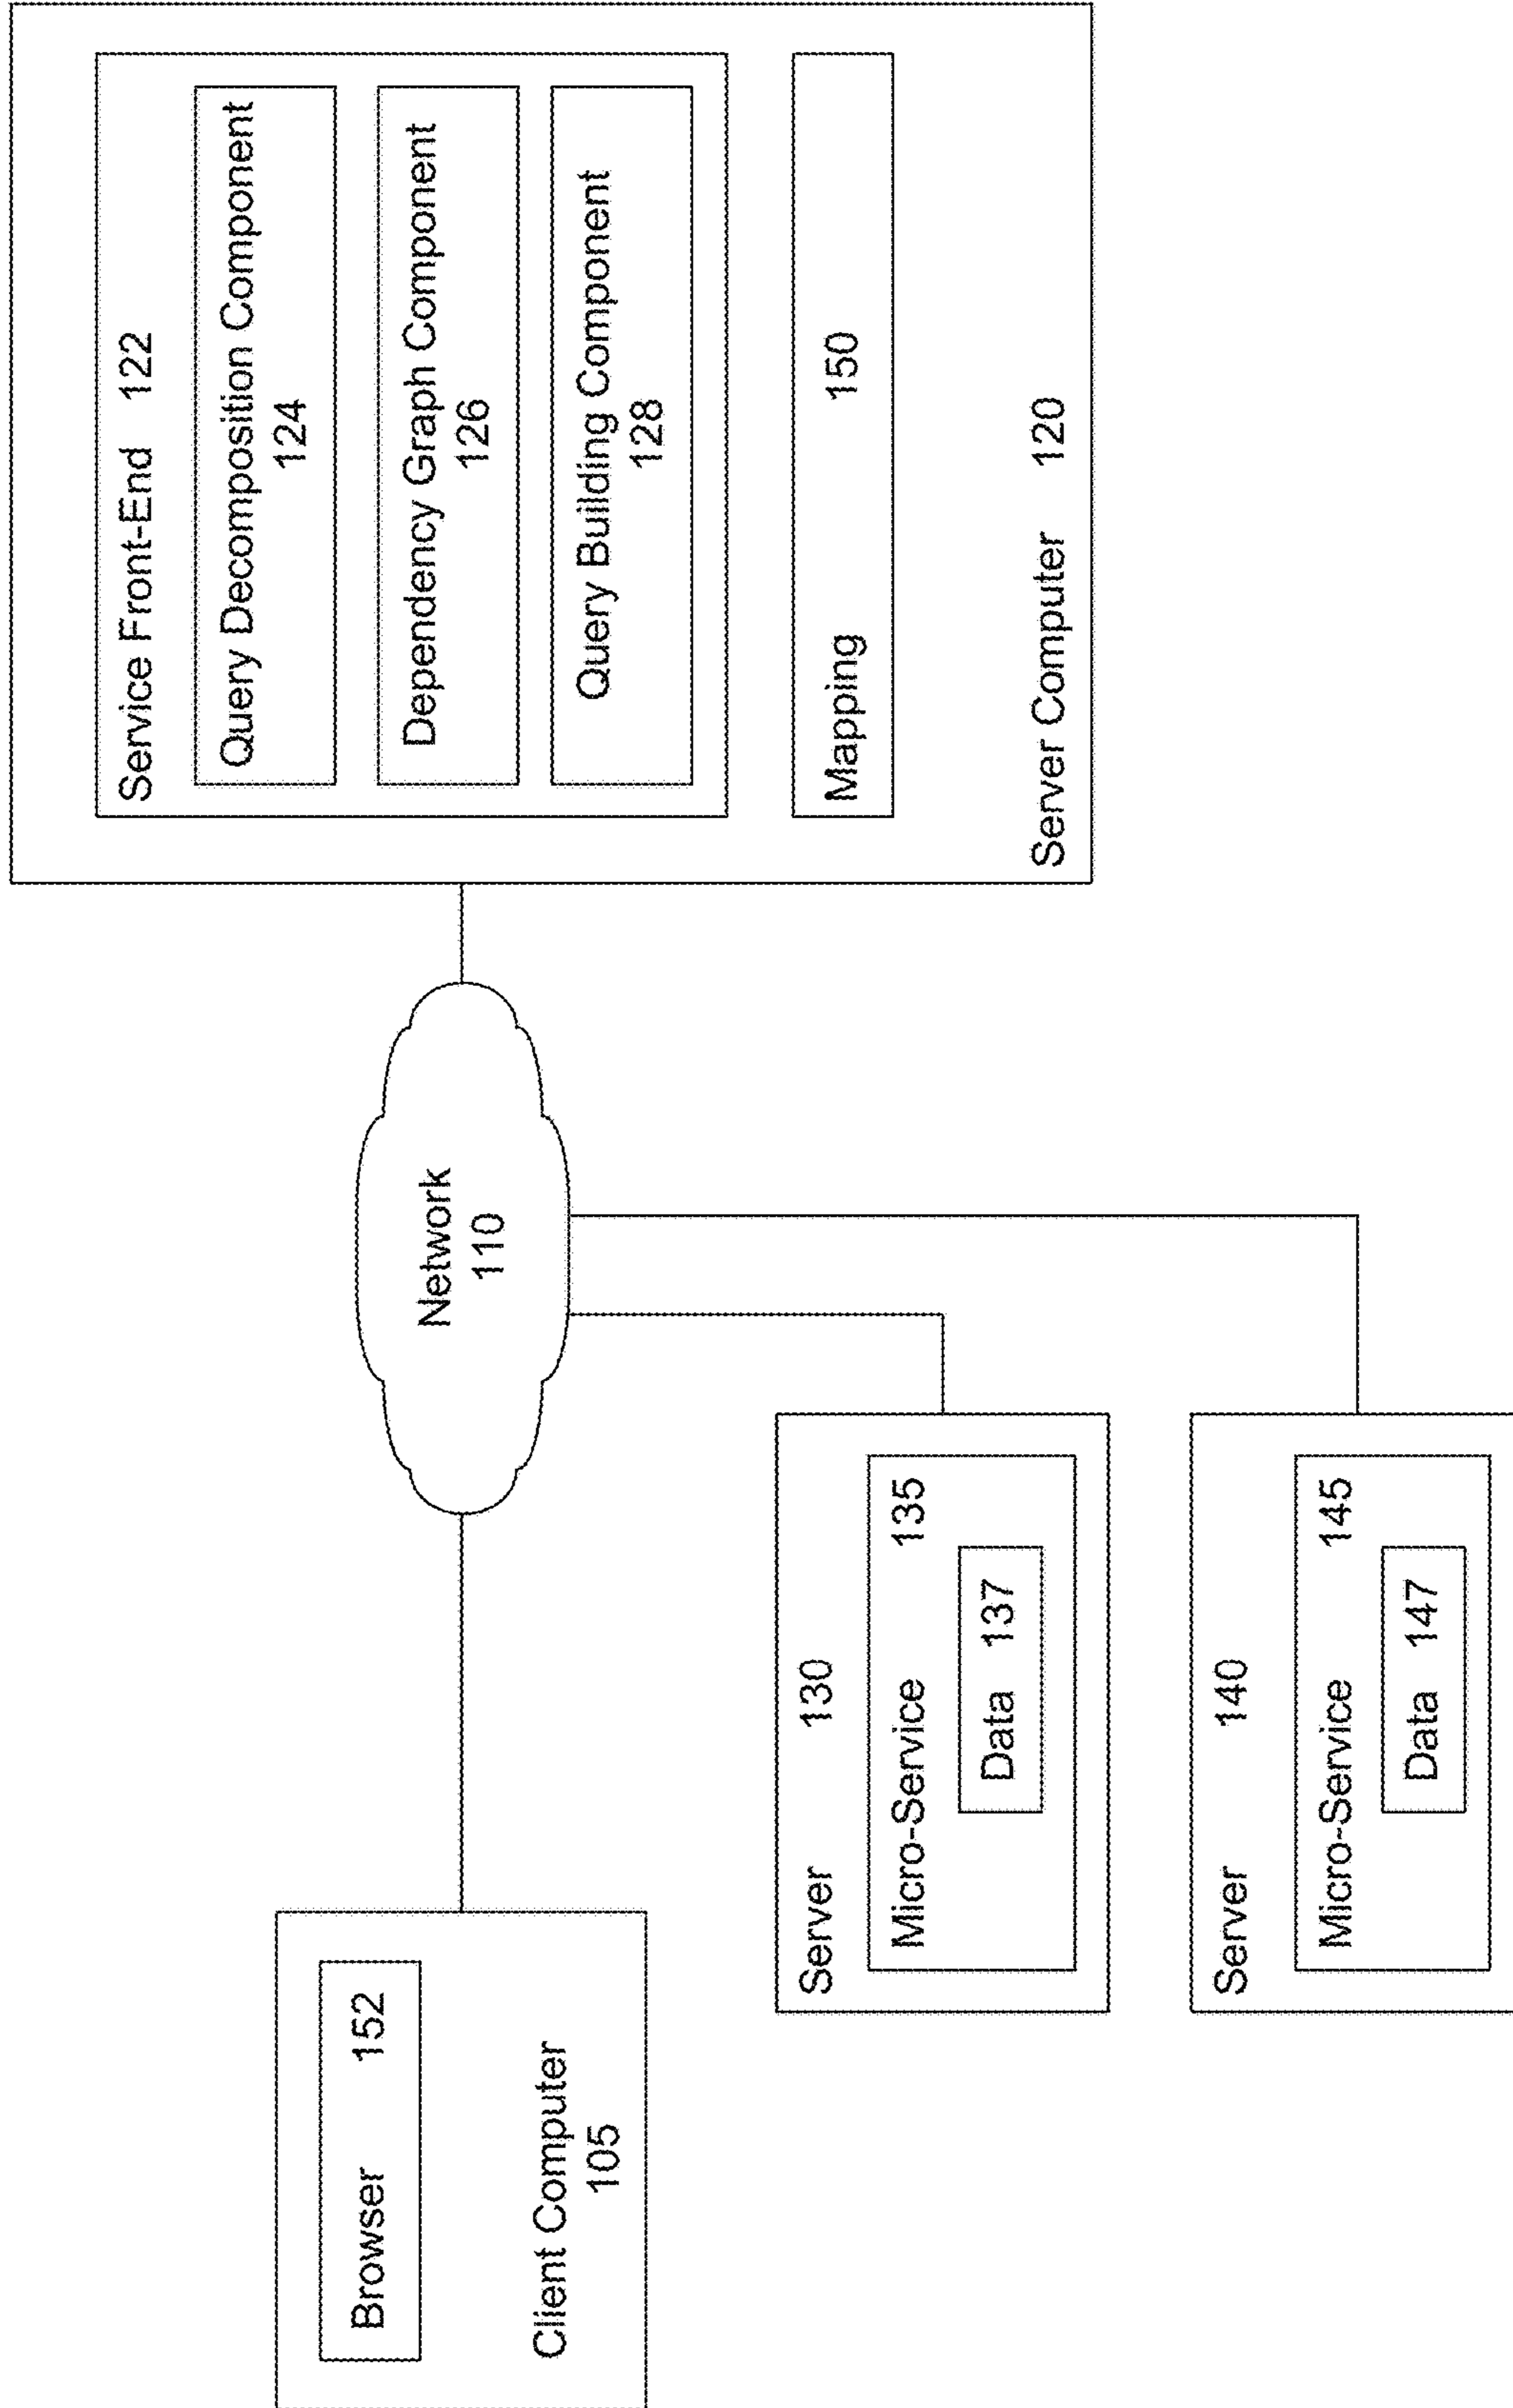 Browser 152
Client Computer
105
Network
110
Server 130
Micro-Service 135
Data 137
Server 140
Micro-Service 145
Data 147
Service Front-End 122
Query Decomposition Component
124
Dependency Graph Component
126
Query Building Component
128
Mapping 150
Server Computer 120